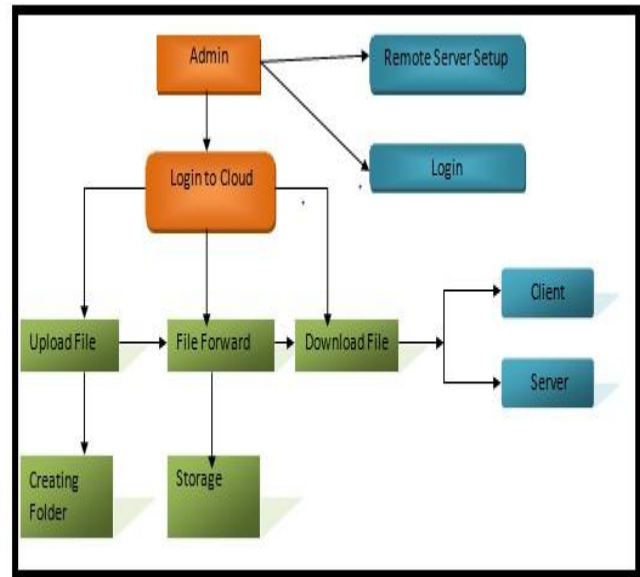 Admin
Remote Server Setup
Login to Cloud
Login
Client
Upload File
File Forward
Download File
Server
Creating
Folder
Storage